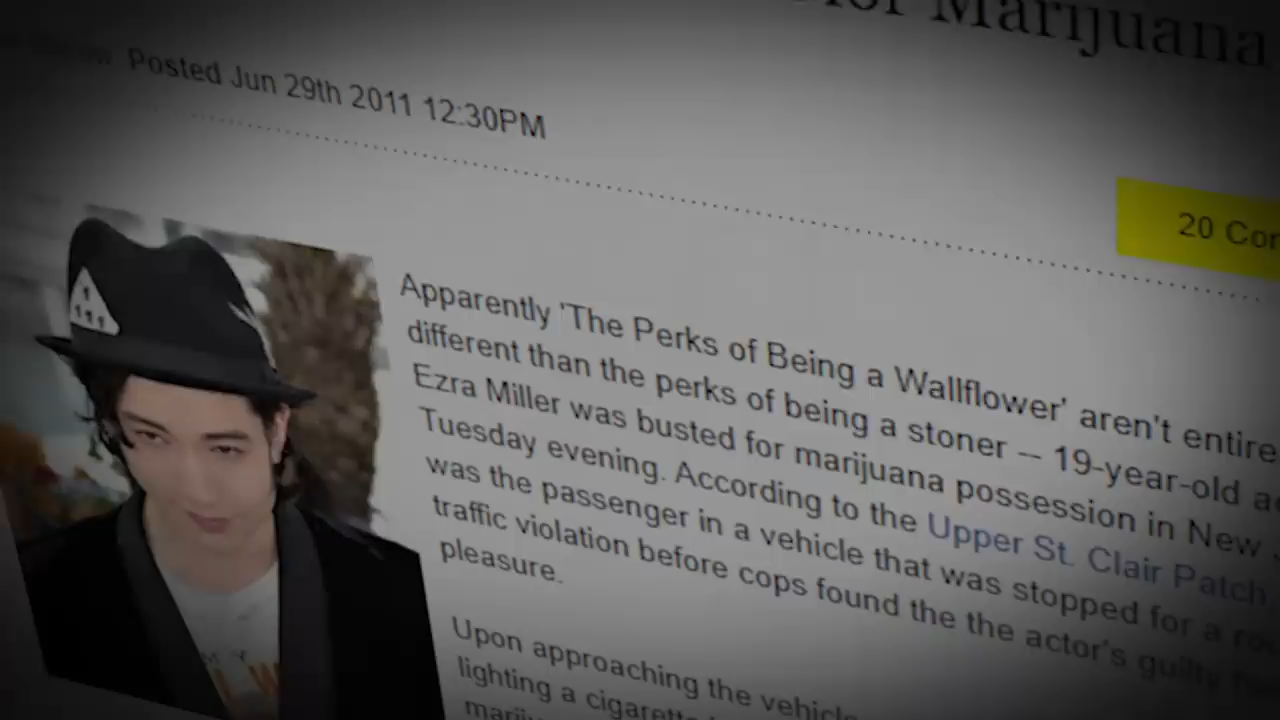 for Marijuana
Posted Jun 29th 2011 12:30PM
20
Apparently 'The Perks of Being a Wallflower' aren't
different than the perks of being a stoner -- 19-year-old
Ezra Miller was busted for marijuana possession in New
Tuesday evening. According to the Upper St. Clair Patch
was the passenger in a vehicle that was stopped for a
traffic violation before cops found the the actor's guilty
pleasure.
Upon approaching the vehicle
lighting a cigarette